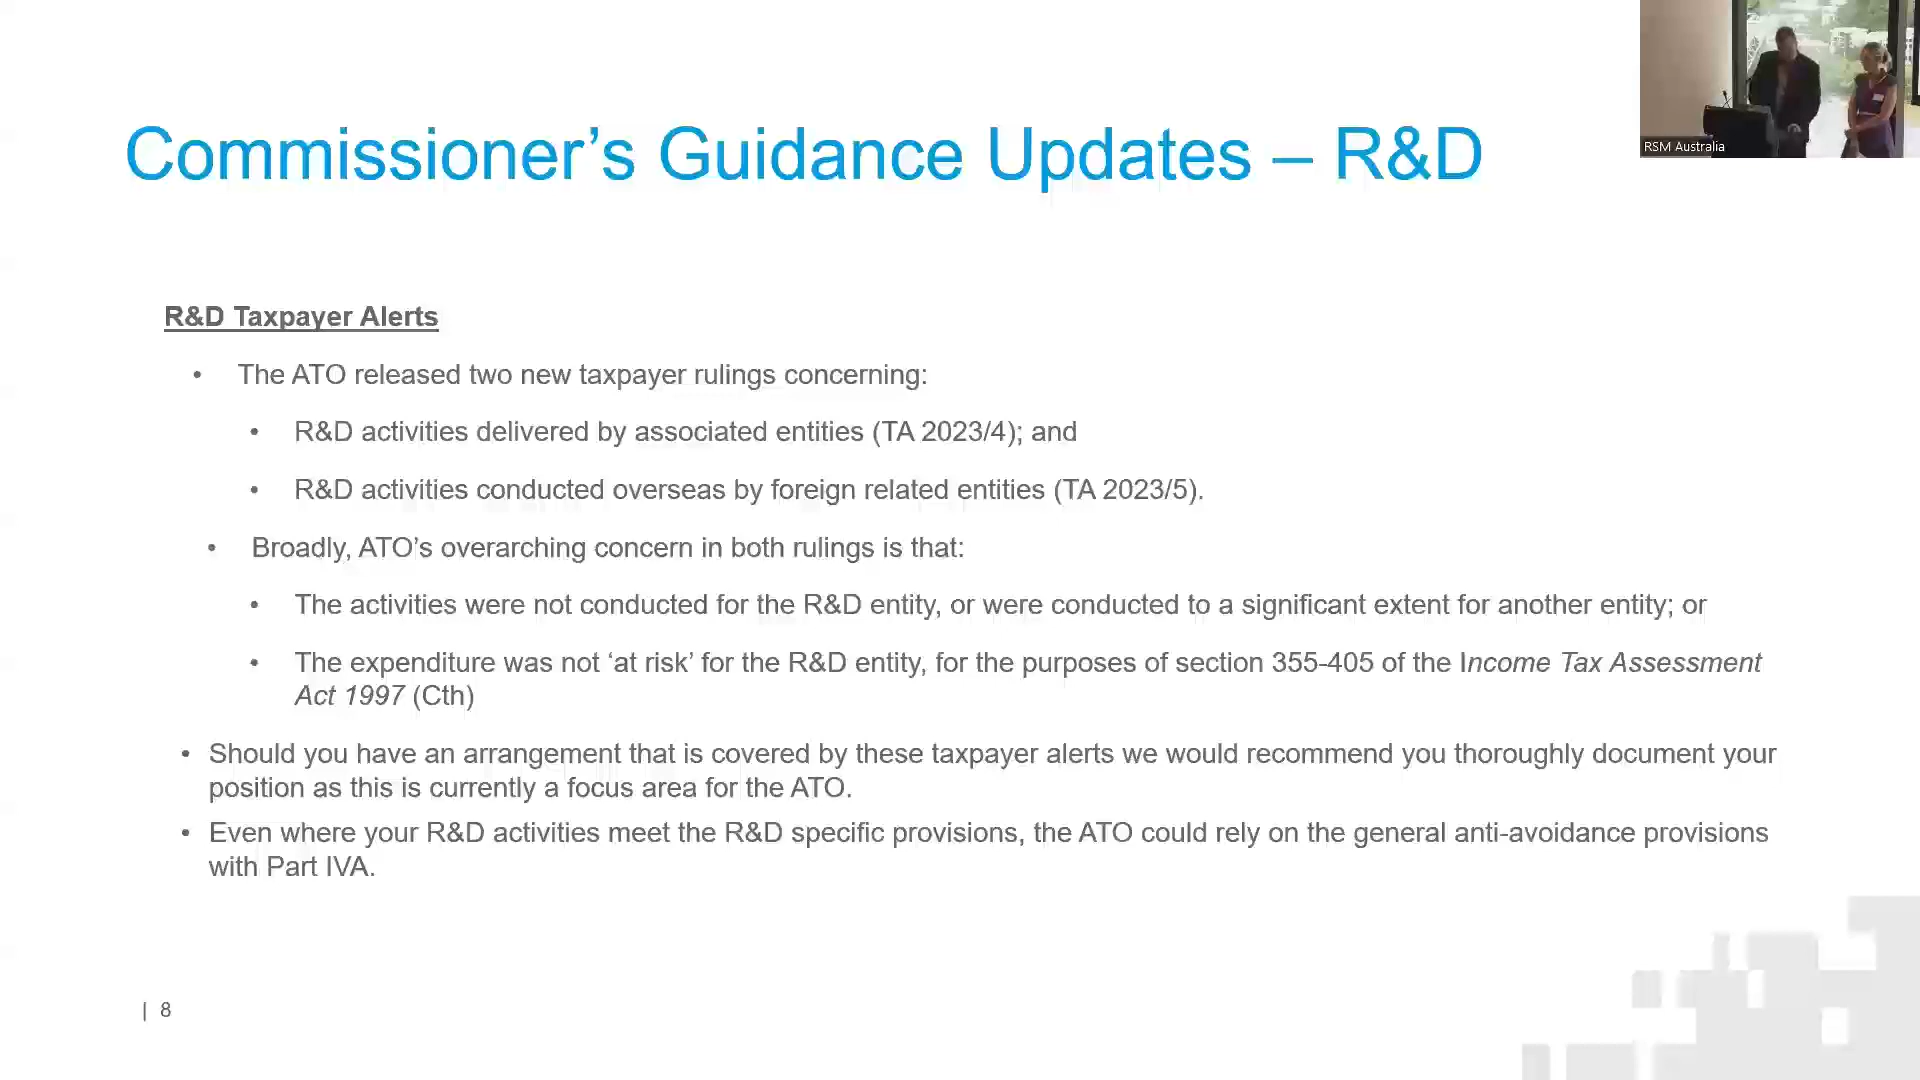 Commissioner’s Guidance Updates – R&D
RSM Australia
R&D Taxpayer Alerts
• The ATO released two new taxpayer rulings concerning:
• R&D activities delivered by associated entities (TA 2023/4); and
• R&D activities conducted overseas by foreign related entities (TA 2023/5).
• Broadly, ATO’s overarching concern in both rulings is that:
• The activities were not conducted for the R&D entity, or were conducted to a significant extent for another entity; or
• The expenditure was not ‘at risk’ for the R&D entity, for the purposes of section 355-405 of the Income Tax Assessment
Act 1997 (Cth)
• Should you have an arrangement that is covered by these taxpayer alerts we would recommend you thoroughly document your
position as this is currently a focus area for the ATO.
• Even where your R&D activities meet the R&D specific provisions, the ATO could rely on the general anti-avoidance provisions
with Part IVA.
| 8